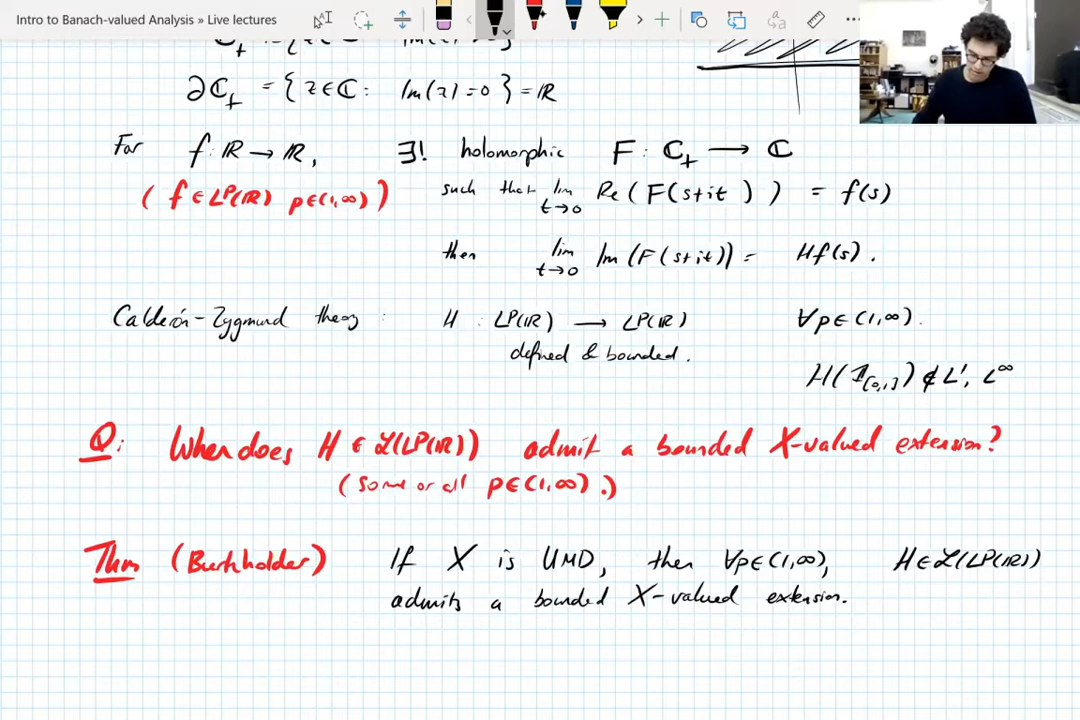 Intro to Banach-valued Analysis » Live lectures
∂ℂ₊ = { z ∈ ℂ : Im(z) = 0 } = ℝ
For f : ℝ → ℝ, ∃! holomorphic F : ℂ₊ → ℂ
( f ∈ LP(ℝ) p ∈ (1,∞) ) such that lim t→0 Re ( F(s+it) ) = f(s)
then lim t→0 Im (F(s+it)) = Hf(s).
Calderón-Zygmund theory : H : LP(ℝ) → LP(ℝ) ∀p ∈ (1,∞).
defined & bounded.
H(𝟙[0,1]) ∉ L¹, L∞
Q: When does H ∈ ℒ(LP(ℝ)) admit a bounded X-valued extension?
(Some or all p ∈ (1,∞).)
Thm (Burkholder) If X is UMD, then ∀p ∈ (1,∞), H ∈ ℒ(LP(ℝ))
admits a bounded X-valued extension.